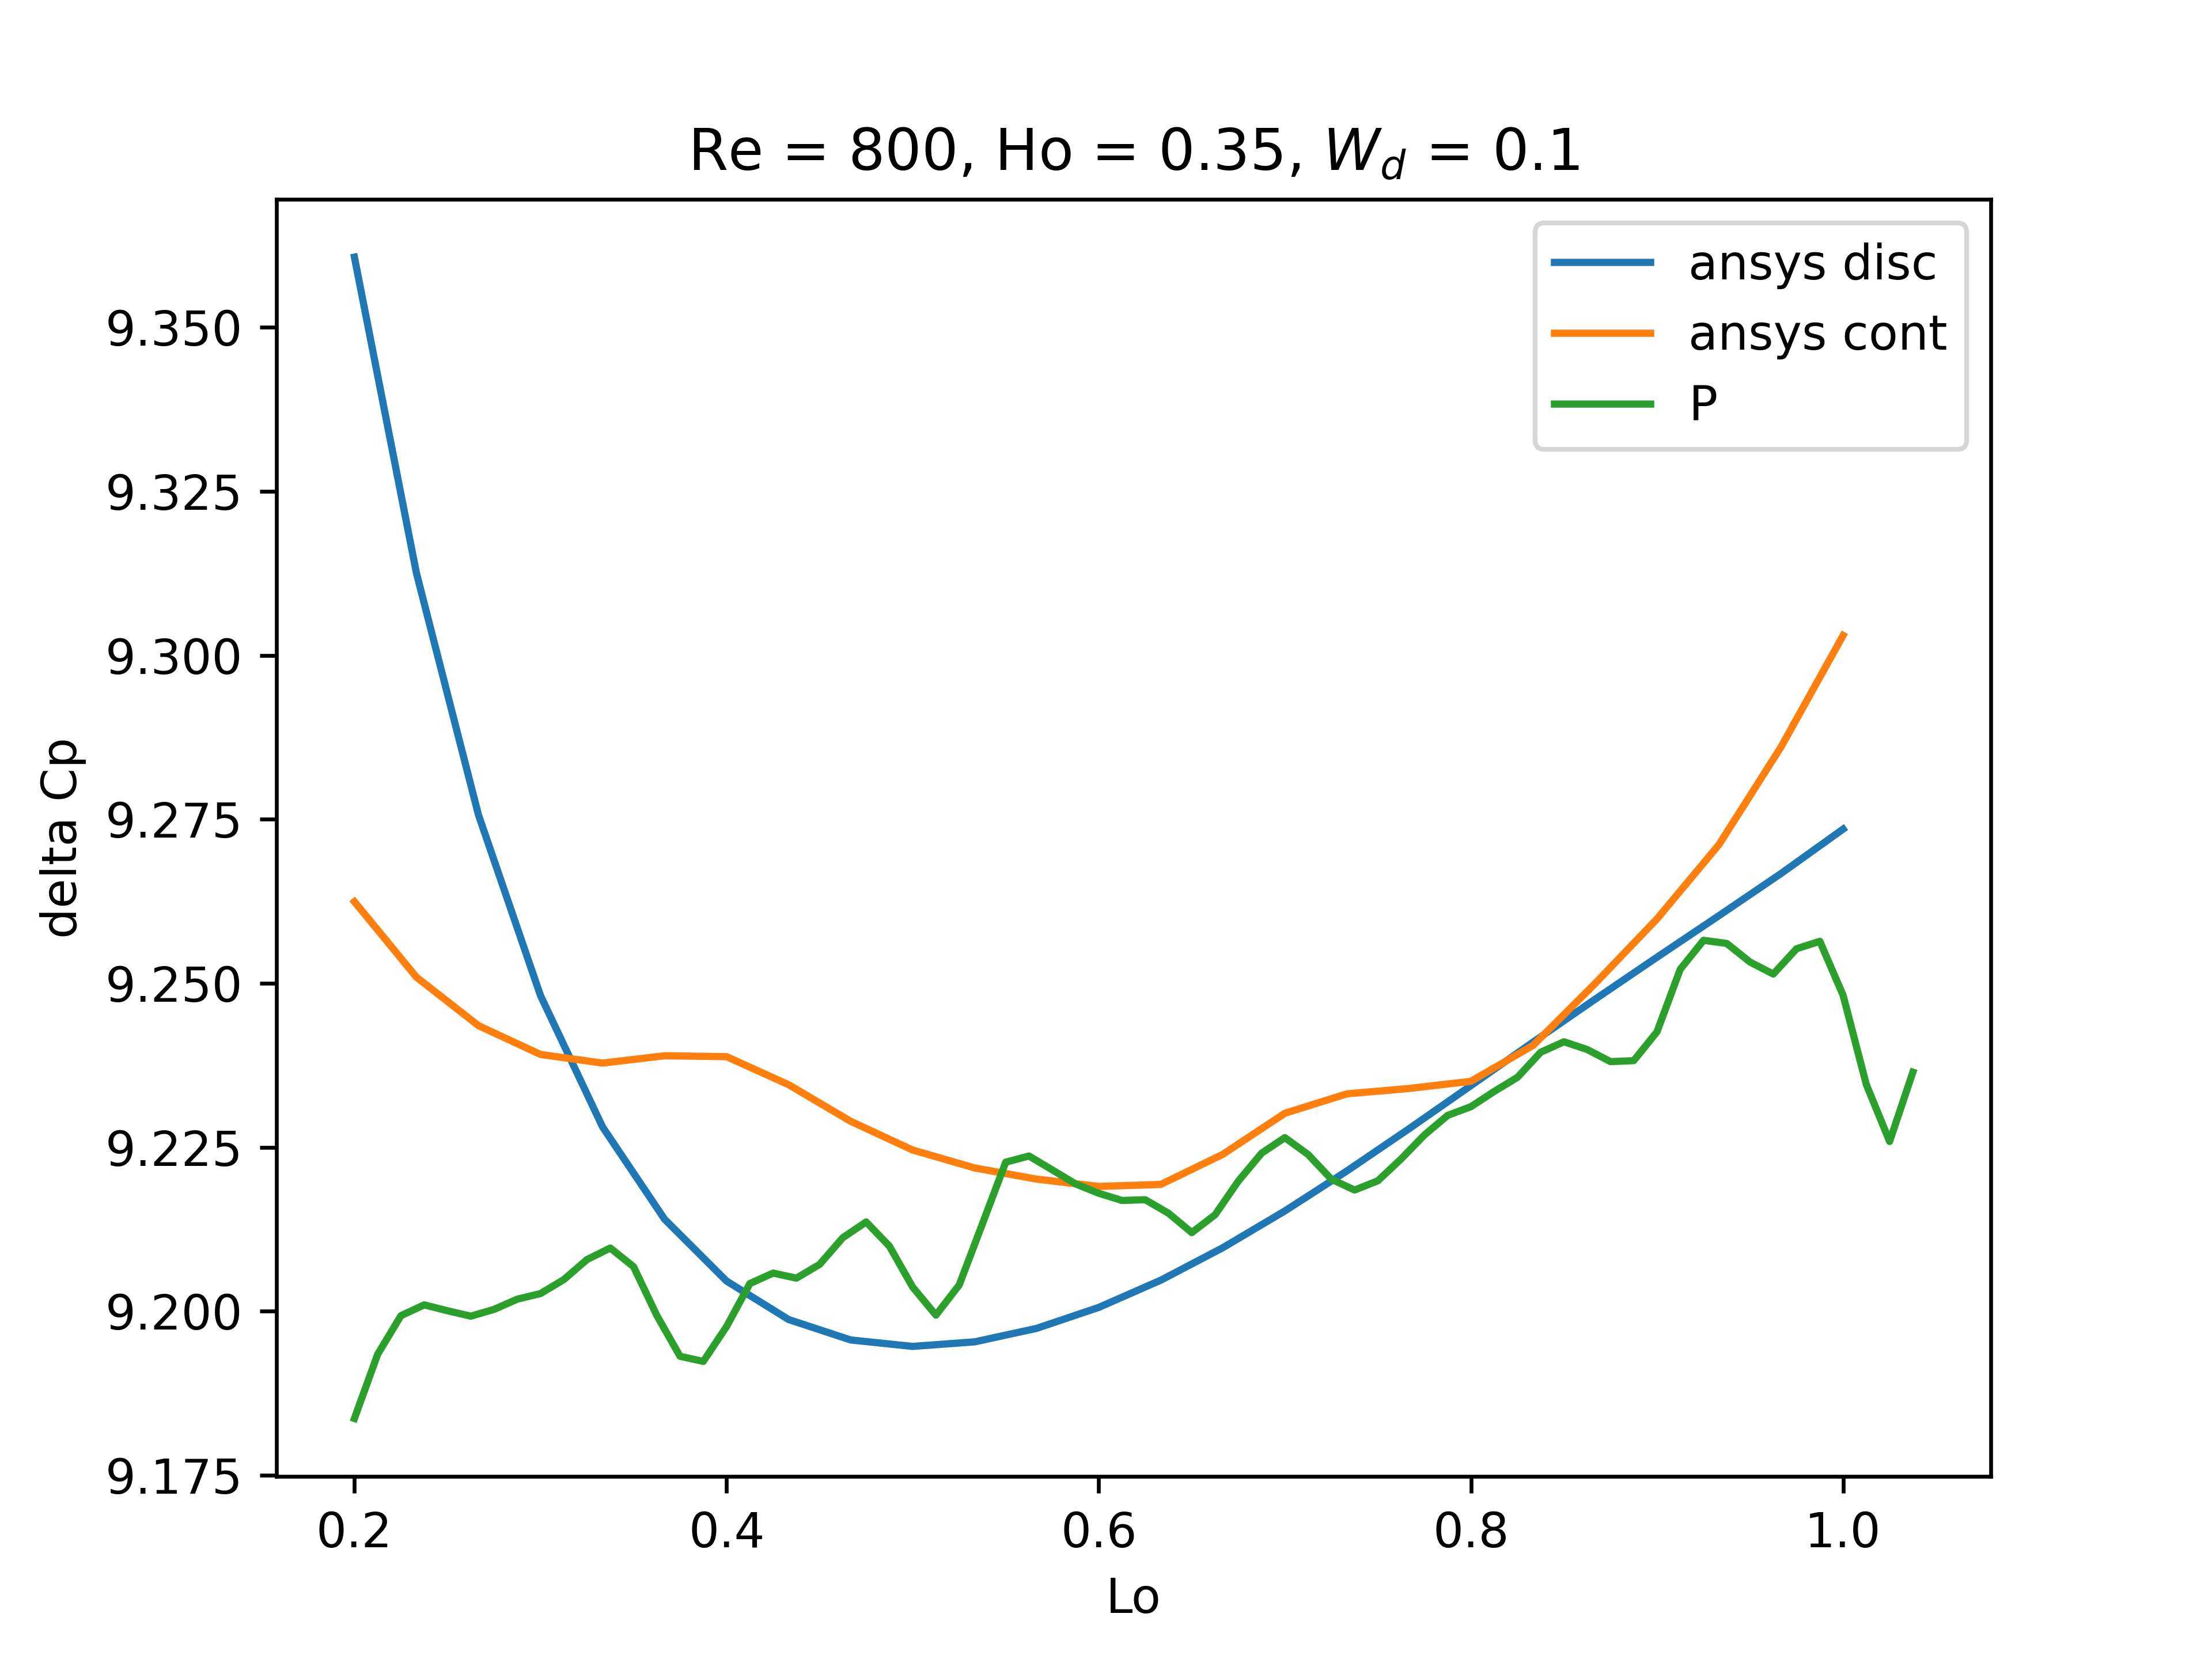 Re = 800, Ho = 0.35, W_d = 0.1
ansys disc
ansys cont
P
delta Cp
9.350
9.325
9.300
9.275
9.250
9.225
9.200
9.175
0.2 0.4 0.6 0.8 1.0
Lo